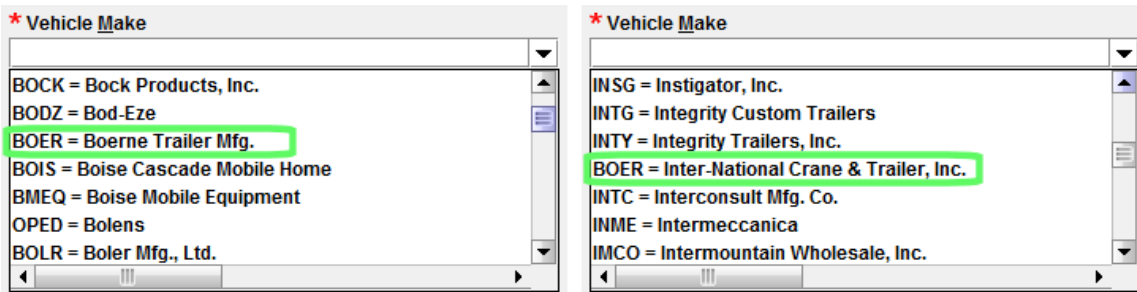 * Vehicle Make
BOCK = Bock Products, Inc.
BODZ = Bod-Eze
BOER = Boerne Trailer Mfg.
BOIS = Boise Cascade Mobile Home
BMEQ = Boise Mobile Equipment
OPED = Bolens
BOLR = Boler Mfg., Ltd.
* Vehicle Make
INSG = Instigator, Inc.
INTG = Integrity Custom Trailers
INTY = Integrity Trailers, Inc.
BOER = Inter-National Crane & Trailer, Inc.
INTC = Interconsult Mfg. Co.
INME = Intermeccanica
IMCO = Intermountain Wholesale, Inc.